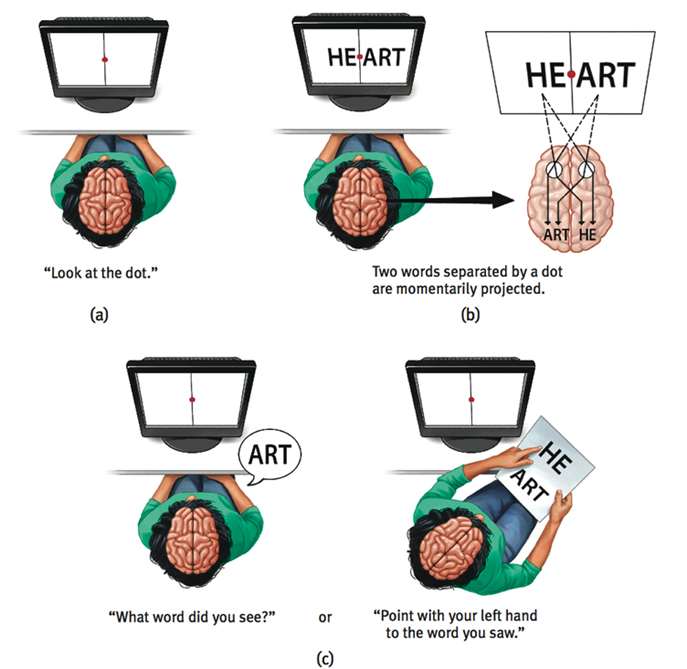 HE ART
HE ART
ART HE
“Look at the dot.”
Two words separated by a dot
are momentarily projected.
(a)
(b)
ART
HE
ART
“What word did you see?”
or
“Point with your left hand
to the word you saw.”
(c)